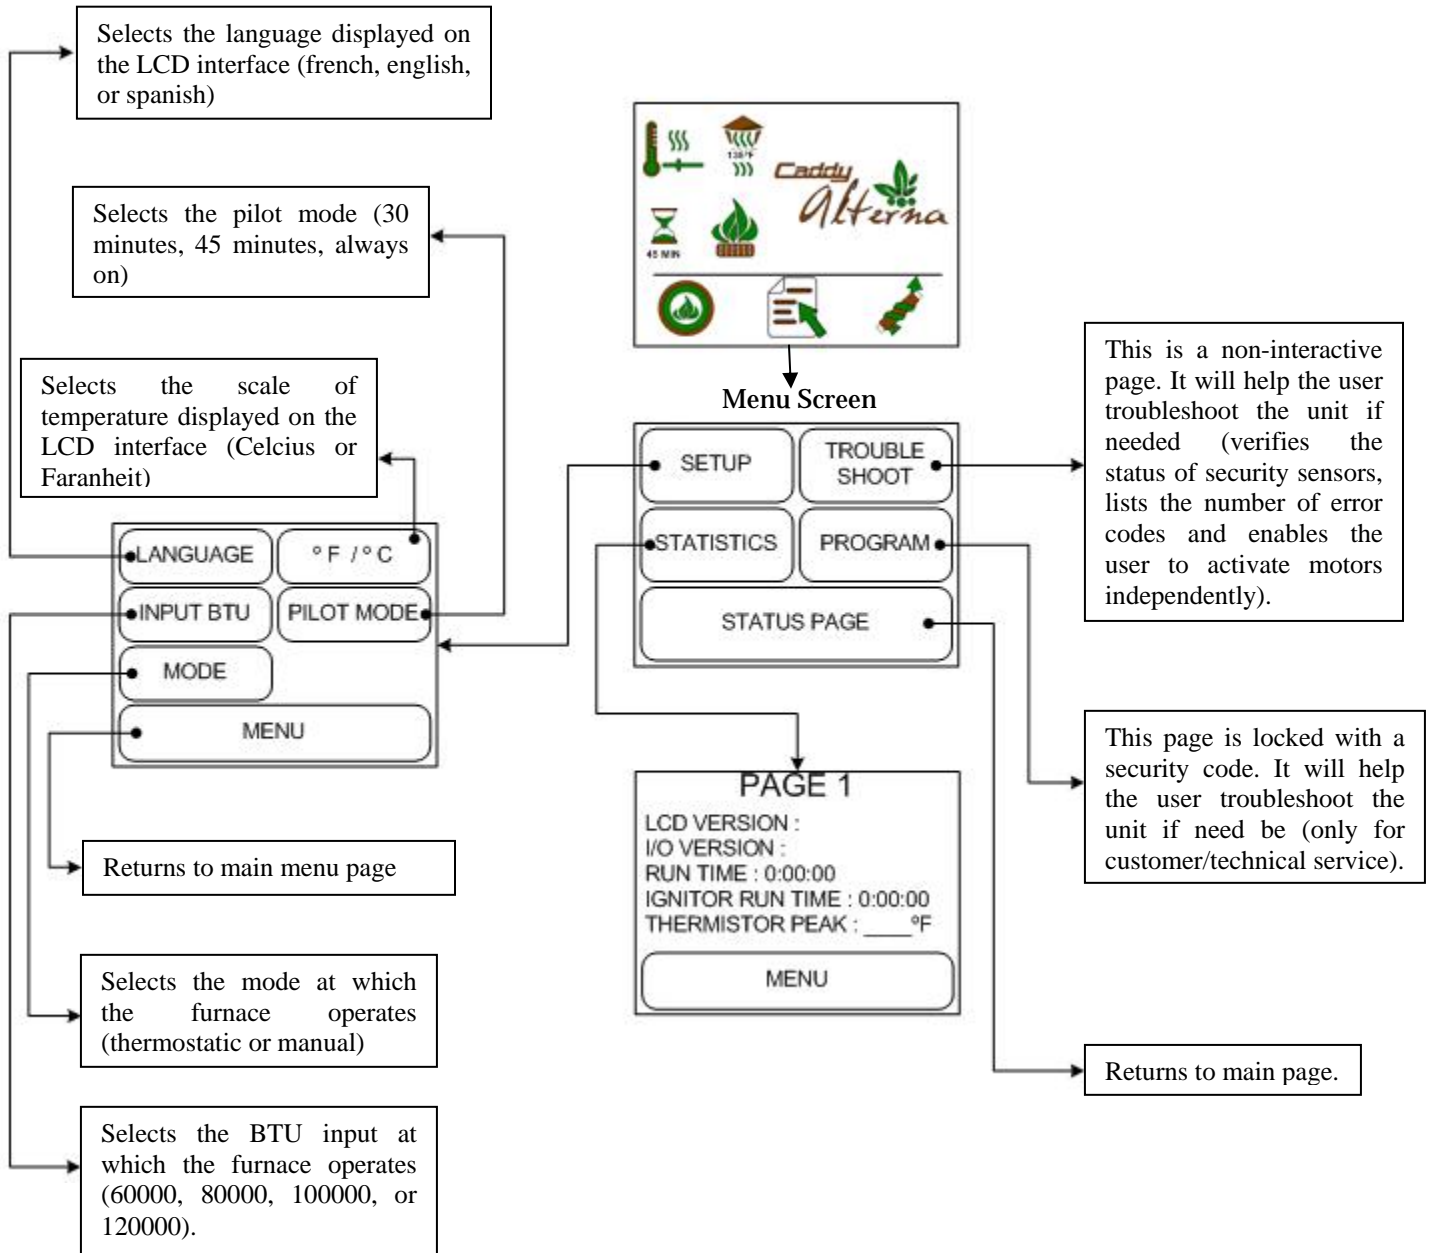 Selects the language displayed on
the LCD interface (french, english,
or spanish)
Selects the pilot mode (30
minutes, 45 minutes, always
on)
Selects the scale of
temperature displayed on the
LCD interface (Celcius or
Faranheit)
LANGUAGE
° F / ° C
INPUT BTU
PILOT MODE
MODE
MENU
Returns to main menu page
Selects the mode at which
the furnace operates
(thermostatic or manual)
Selects the BTU input at
which the furnace operates
(60000, 80000, 100000, or
120000).
135°F
45 MIN
Caddy
Alterna
Menu Screen
SETUP
TROUBLE
SHOOT
STATISTICS
PROGRAM
STATUS PAGE
PAGE 1
LCD VERSION :
I/O VERSION :
RUN TIME : 0:00:00
IGNITOR RUN TIME : 0:00:00
THERMISTOR PEAK : ____°F
MENU
This is a non-interactive
page. It will help the user
troubleshoot the unit if
needed (verifies the
status of security sensors,
lists the number of error
codes and enables the
user to activate motors
independently).
This page is locked with a
security code. It will help
the user troubleshoot the
unit if need be (only for
customer/technical service).
Returns to main page.